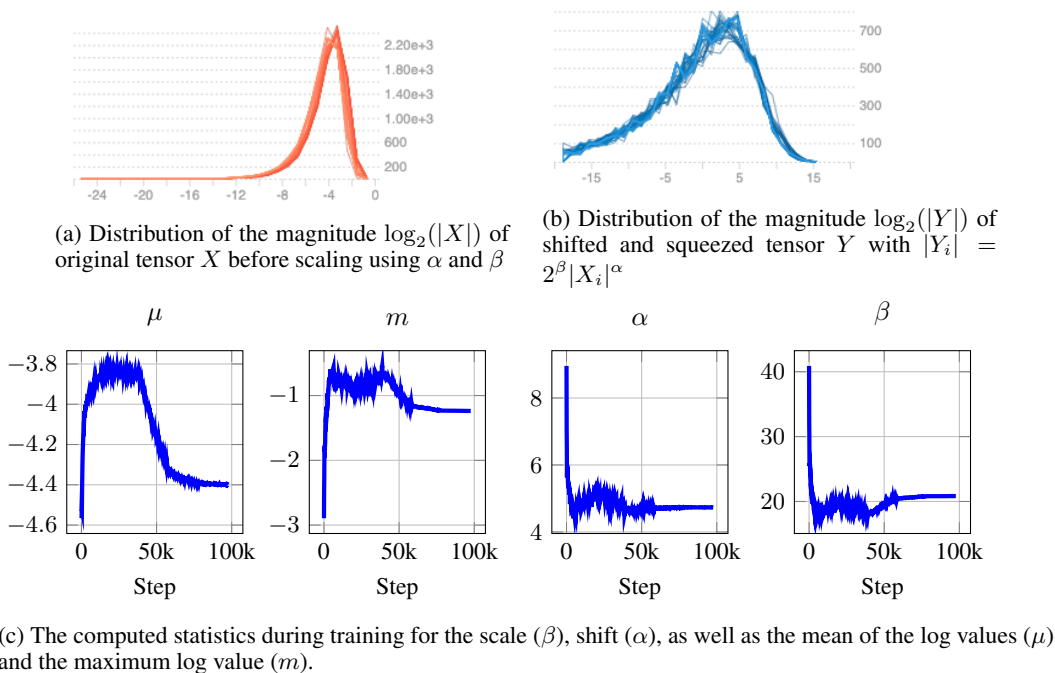 2.20e+3
1.80e+3
1.40e+3
1.00e+3
600
200
-24 -20 -16 -12 -8 -4 0
700
500
300
100
-15 -5 5 15
(a) Distribution of the magnitude log₂(|X|) of
original tensor X before scaling using α and β
(b) Distribution of the magnitude log₂(|Y|) of
shifted and squeezed tensor Y with |Yᵢ| =
2^β|Xᵢ|^α
μ
−3.8
−4
−4.2
−4.4
−4.6
0 50k 100k
Step
m
−1
−2
−3
0 50k 100k
Step
α
8
6
4
0 50k 100k
Step
β
40
30
20
0 50k 100k
Step
(c) The computed statistics during training for the scale (β), shift (α), as well as the mean of the log values (μ)
and the maximum log value (m).